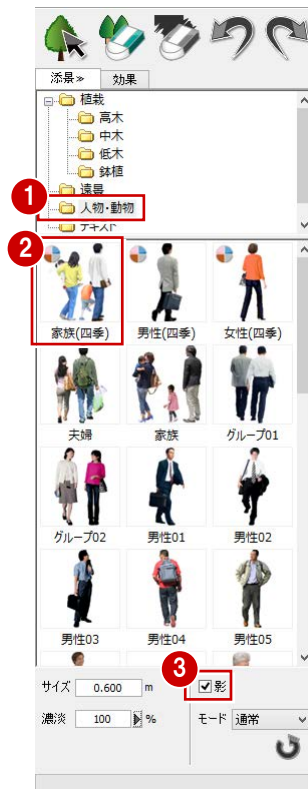 添景≫ 効果
植栽
高木
中木
低木
鉢植
遠景
1 人物・動物
テキスト
2
家族(四季) 男性(四季) 女性(四季)
夫婦 家族 グループ01
グループ02 男性01 男性02
男性03 男性04 男性05
3
サイズ 0.600 m 影
濃淡 100 % モード 通常